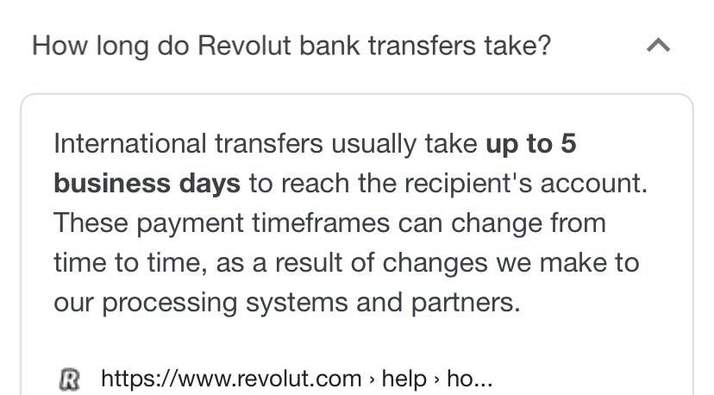 How long do Revolut bank transfers take?
International transfers usually take up to 5
business days to reach the recipient's account.
These payment timeframes can change from
time to time, as a result of changes we make to
our processing systems and partners.
R https://www.revolut.com › help › ho...